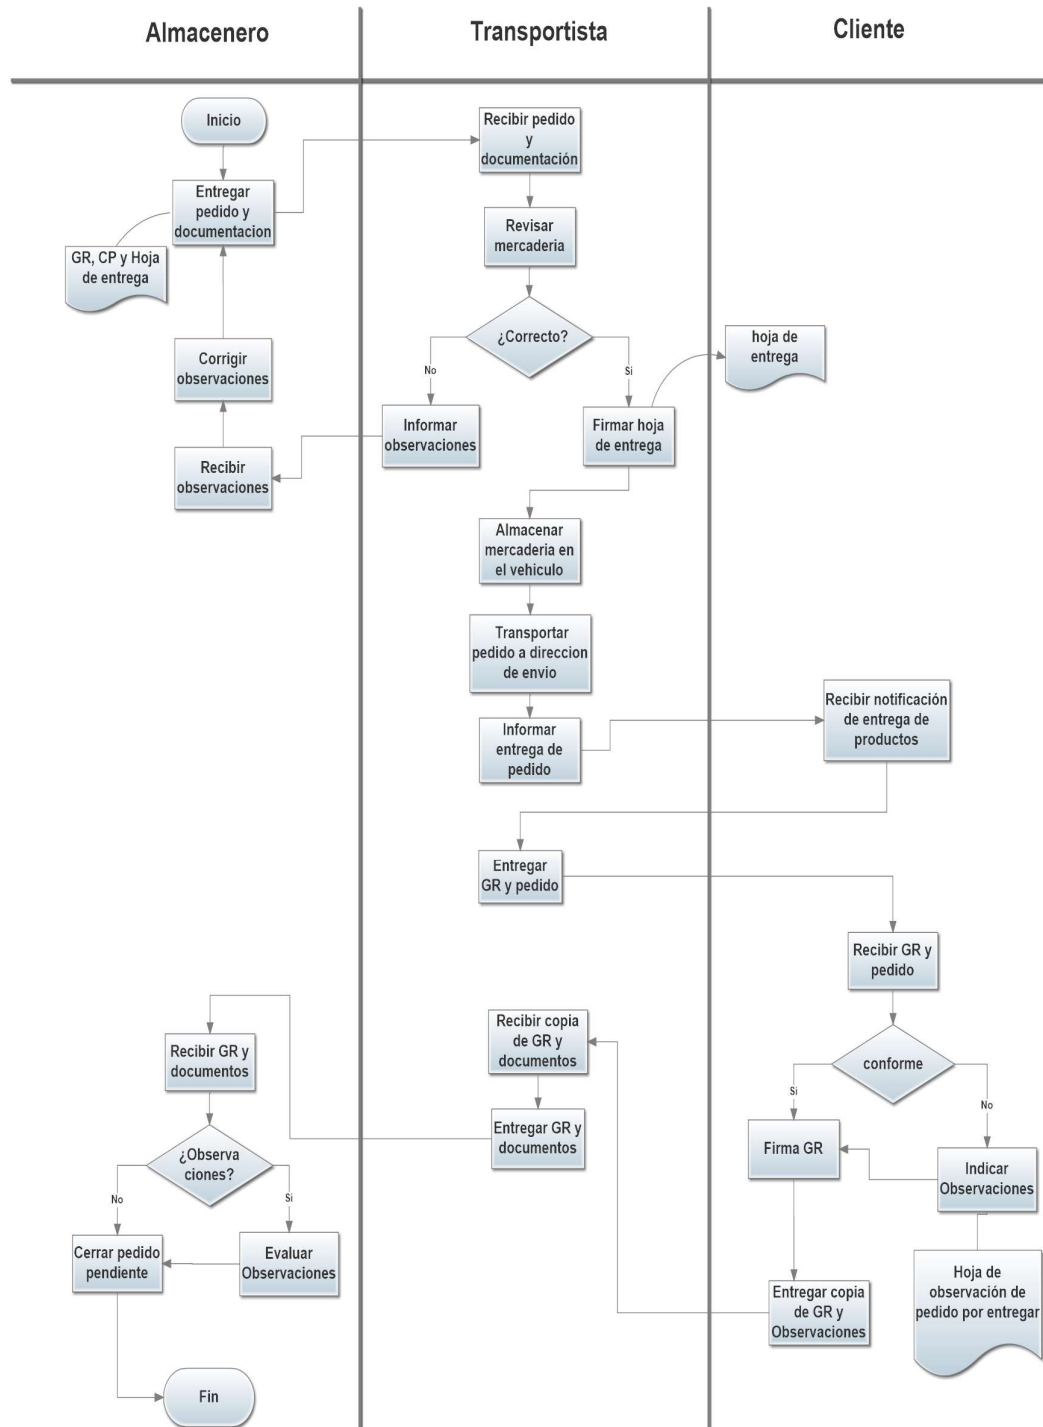 Almacenero
Transportista
Cliente
Inicio
Recibir pedido
y
documentación
Entregar
pedido y
documentacion
GR, CP y Hoja
de entrega
Revisar
mercaderia
¿Correcto?
No
Si
hoja de
entrega
Corrigir
observaciones
Informar
observaciones
Firmar hoja
de entrega
Recibir
observaciones
Almacenar
mercaderia en
el vehiculo
Transportar
pedido a direccion
de envio
Informar
entrega de
pedido
Recibir notificación
de entrega de
productos
Entregar
GR y pedido
Recibir GR y
pedido
conforme
Si
No
Recibir copia
de GR y
documentos
Recibir GR y
documentos
Entregar GR y
documentos
Firma GR
Indicar
Observaciones
¿Observa
ciones?
No
Si
Cerrar pedido
pendiente
Evaluar
Observaciones
Entregar copia
de GR y
Observaciones
Hoja de
observación de
pedido por entregar
Fin